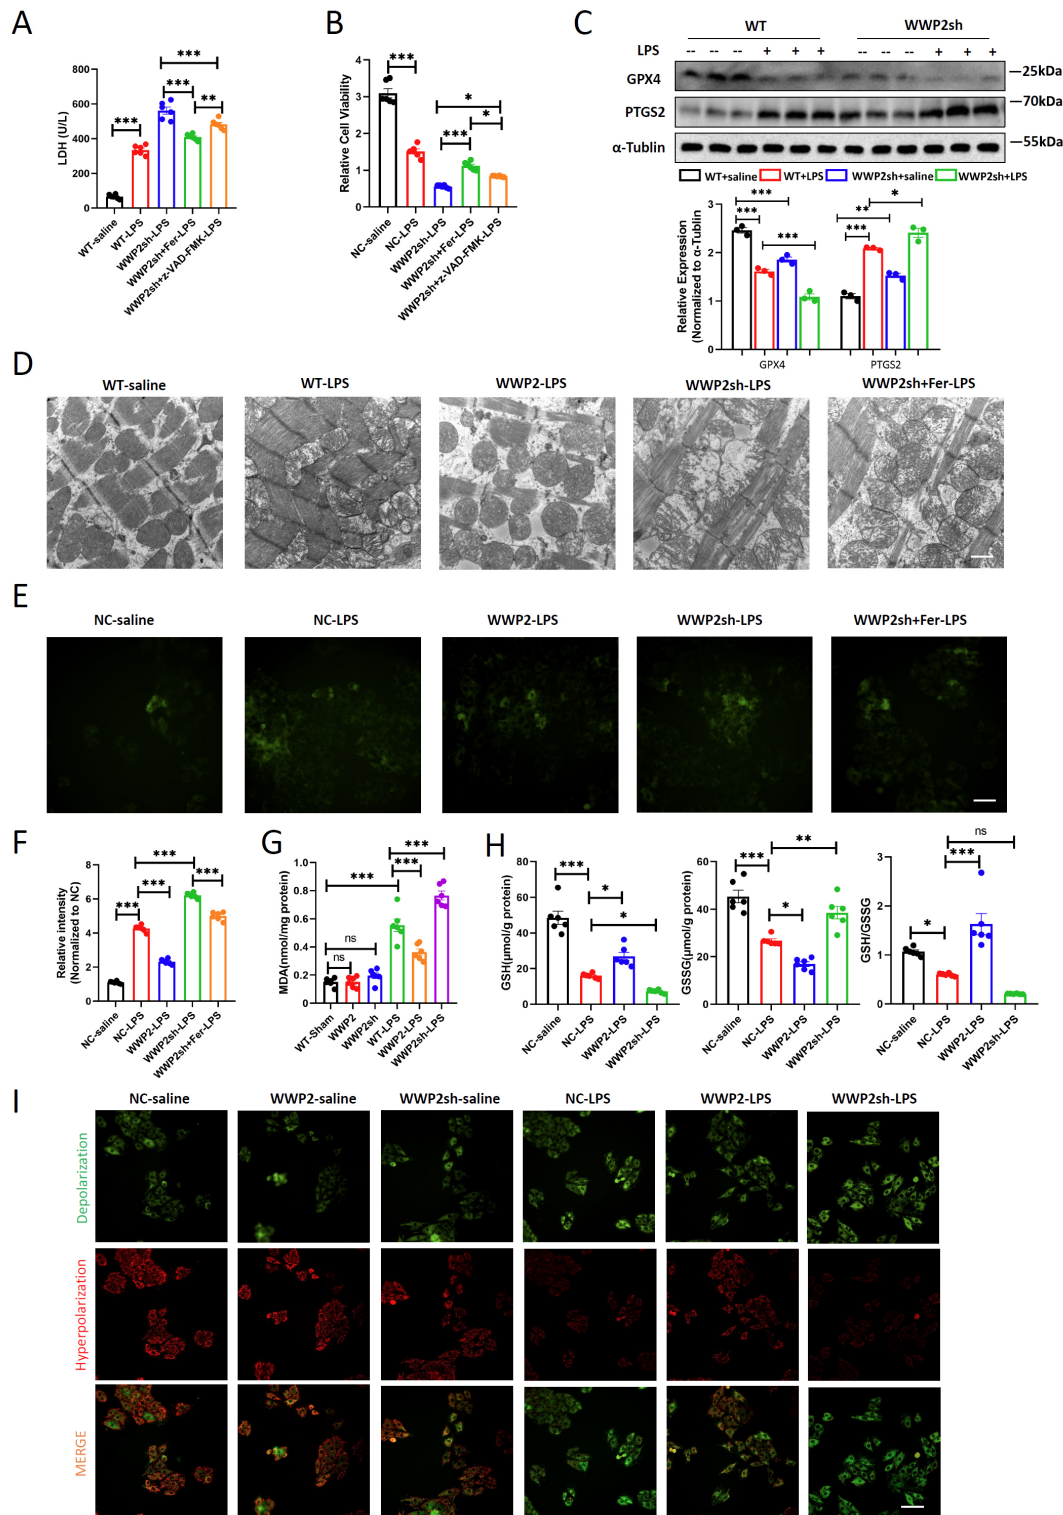 A
B
C
LDH (U/L)
800
600
400
200
0
***
***
***
**
WT-saline
WT-LPS
WWP2sh-LPS
WWP2sh+Fer-LPS
WWP2sh+z-VAD-FMK-LPS
Relative Cell Viability
4
3
2
1
0
***
*
***
*
NC-saline
NC-LPS
WWP2sh-LPS
WWP2sh+Fer-LPS
WWP2sh+z-VAD-FMK-LPS
WT WWP2sh
LPS -- -- -- + + + -- -- -- + + +
GPX4 —25kDa
PTGS2 —70kDa
α-Tublin —55kDa
WT+saline WT+LPS WWP2sh+saline WWP2sh+LPS
Relative Expression
(Normalized to α-Tublin
3
2
1
0
***
***
***
*
**
***
GPX4 PTGS2
D
WT-saline WT-LPS WWP2-LPS WWP2sh-LPS WWP2sh+Fer-LPS
E
NC-saline NC-LPS WWP2-LPS WWP2sh-LPS WWP2sh+Fer-LPS
F
Relative intensity
(Normalized to NC)
8
6
4
2
0
***
***
***
***
NC-saline
NC-LPS
WWP2-LPS
WWP2sh-LPS
WWP2sh+Fer-LPS
G
MDA(nmol/mg protein)
1.0
0.8
0.6
0.4
0.2
0.0
***
***
***
ns
ns
WT-Sham
WWP2
WWP2sh
WT-LPS
WWP2-LPS
WWP2sh-LPS
H
GSH(μmol/g protein)
80
60
40
20
0
***
*
*
NC-saline
NC-LPS
WWP2-LPS
WWP2sh-LPS
GSSG(μmol/g protein)
60
40
20
0
**
***
*
NC-saline
NC-LPS
WWP2-LPS
WWP2sh-LPS
GSH/GSSG
3
2
1
0
ns
***
*
NC-saline
NC-LPS
WWP2-LPS
WWP2sh-LPS
I
NC-saline WWP2-saline WWP2sh-saline NC-LPS WWP2-LPS WWP2sh-LPS
Depolarization
Hyperpolarization
MERGE